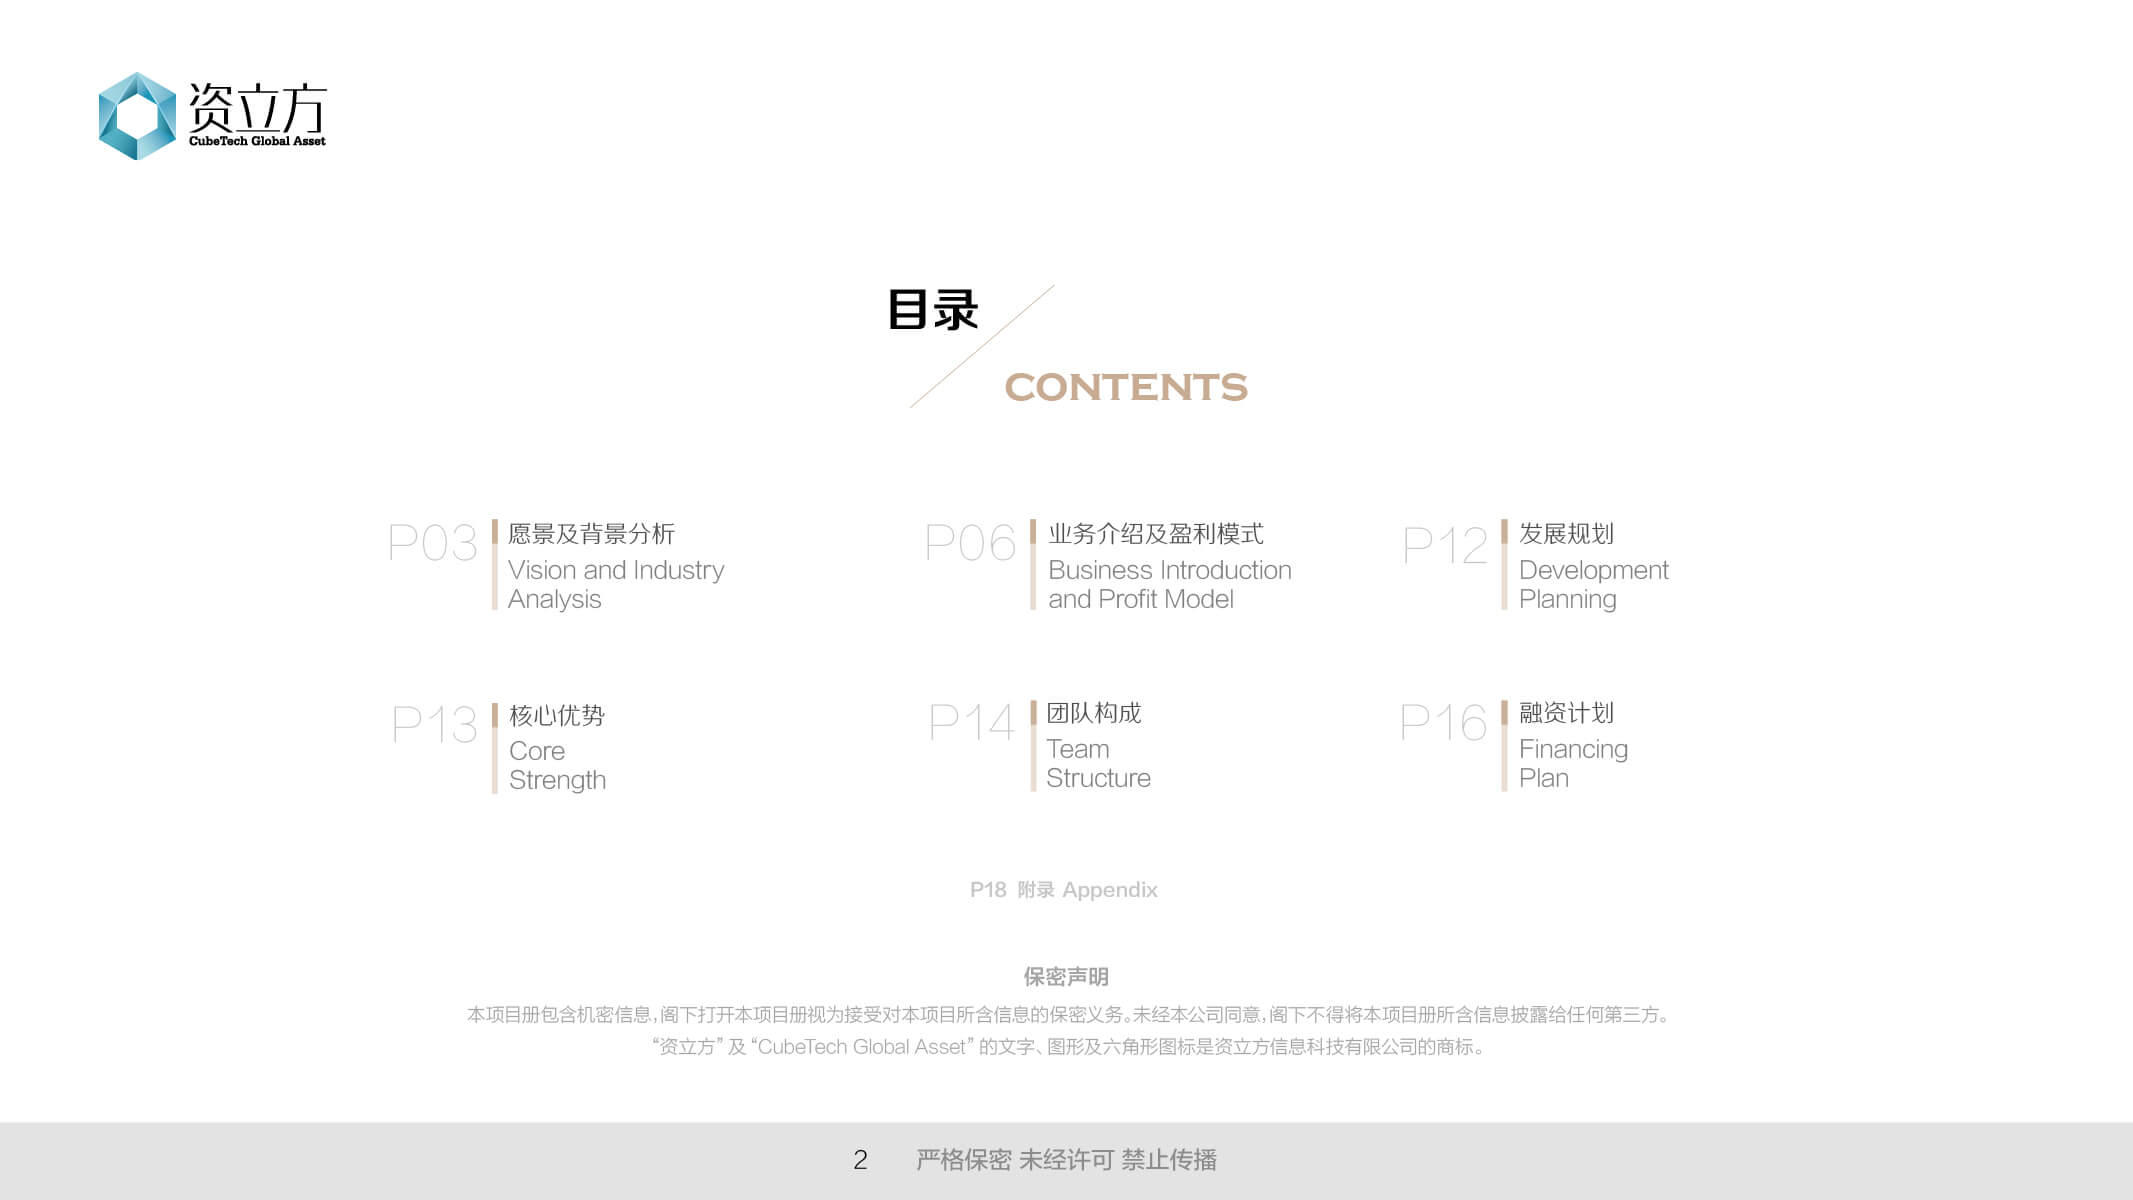 资立方
CubeTech Global Asset
目录
CONTENTS
P03
愿景及背景分析
Vision and Industry
Analysis
P06
业务介绍及盈利模式
Business Introduction
and Profit Model
P12
发展规划
Development
Planning
P13
核心优势
Core
Strength
P14
团队构成
Team
Structure
P16
融资计划
Financing
Plan
P18 附录 Appendix
保密声明
本项目册包含机密信息，阁下打开本项目册视为接受对本项目所含信息的保密义务。未经本公司同意，阁下不得将本项目册所含信息披露给任何第三方。
“资立方” 及 “CubeTech Global Asset” 的文字、图形及六角形图标是资立方信息科技有限公司的商标。
2 严格保密 未经许可 禁止传播